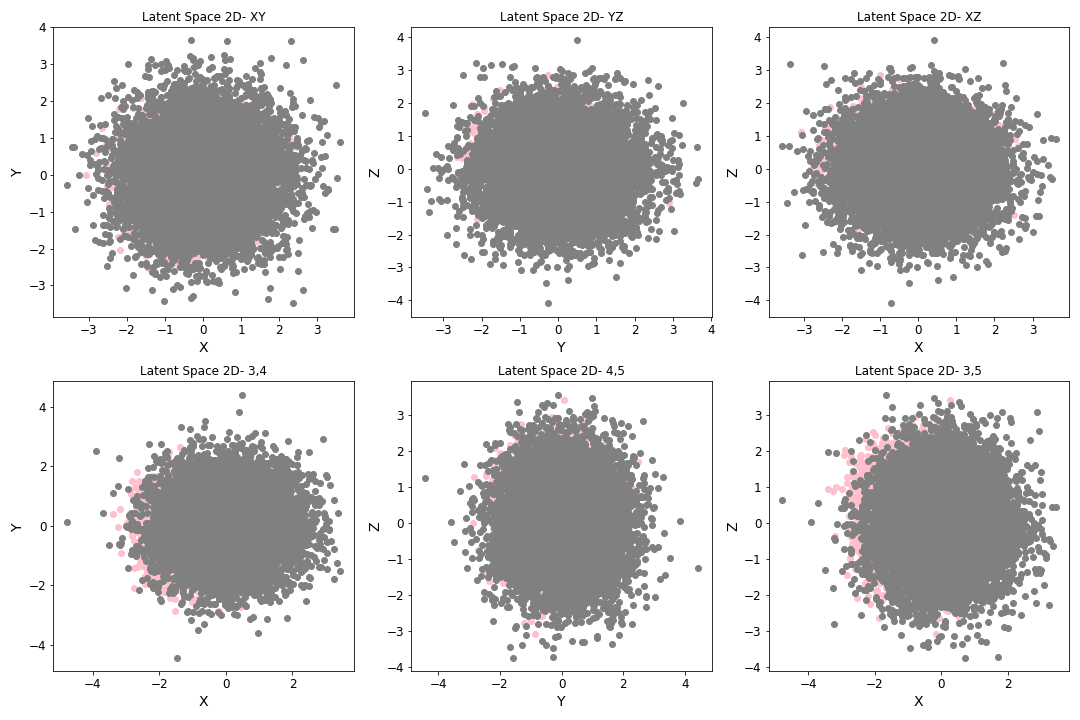 Latent Space 2D- XY
Latent Space 2D- YZ
Latent Space 2D- XZ
4
3
2
1
0
−1
−2
−3
Y
−3 −2 −1 0 1 2 3
X
4
3
2
1
0
−1
−2
−3
−4
Z
−3 −2 −1 0 1 2 3 4
Y
4
3
2
1
0
−1
−2
−3
−4
Z
−3 −2 −1 0 1 2 3
X
Latent Space 2D- 3,4
Latent Space 2D- 4,5
Latent Space 2D- 3,5
4
2
0
−2
−4
Y
−4 −2 0 2
X
3
2
1
0
−1
−2
−3
−4
Z
−4 −2 0 2 4
Y
3
2
1
0
−1
−2
−3
−4
Z
−4 −2 0 2
X